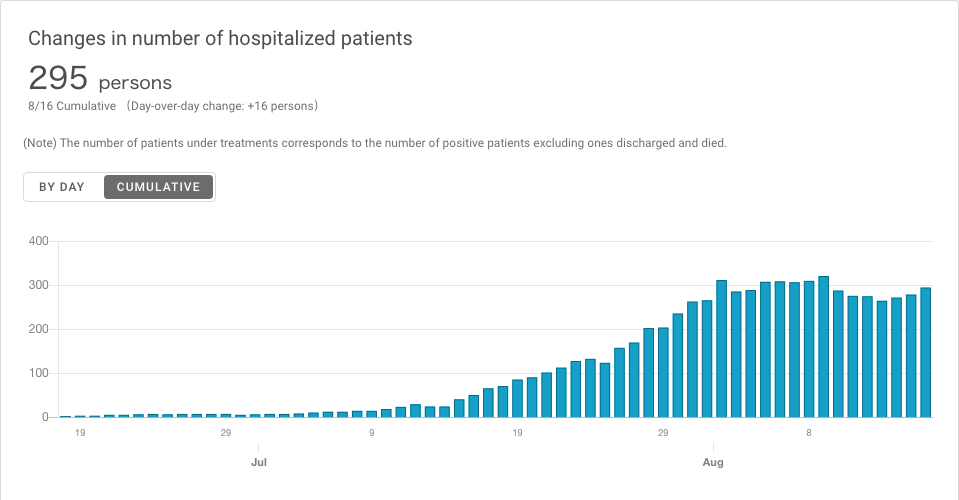 Changes in number of hospitalized patients
295 persons
8/16 Cumulative （Day-over-day change: +16 persons）
(Note) The number of patients under treatments corresponds to the number of positive patients excluding ones discharged and died.
BY DAY CUMULATIVE
400
300
200
100
0
19 29 9 19 29 8
Jul Aug